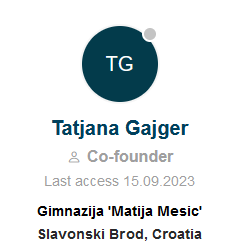 TG
Tatjana Gajger
Co-founder
Last access 15.09.2023
Gimnazija 'Matija Mesic'
Slavonski Brod, Croatia